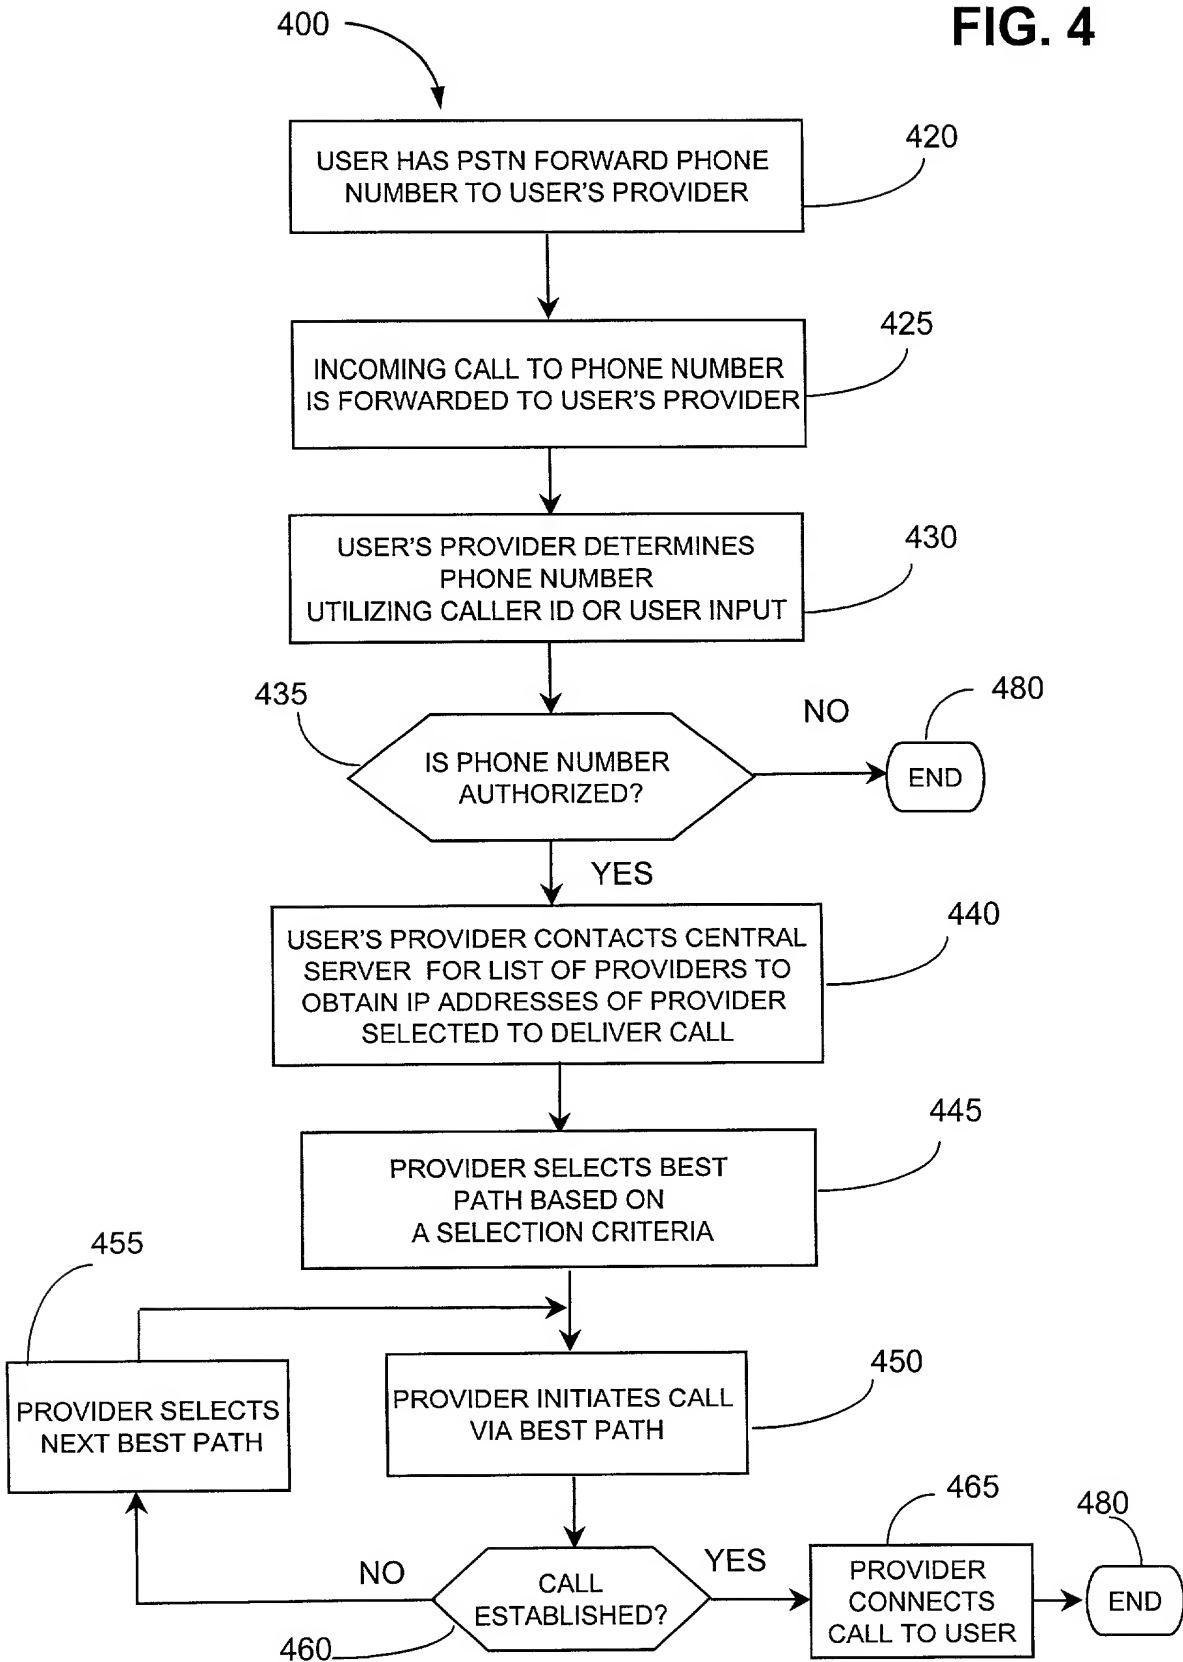 400
FIG. 4
420
USER HAS PSTN FORWARD PHONE
NUMBER TO USER'S PROVIDER
425
INCOMING CALL TO PHONE NUMBER
IS FORWARDED TO USER'S PROVIDER
430
USER'S PROVIDER DETERMINES
PHONE NUMBER
UTILIZING CALLER ID OR USER INPUT
435
NO
480
IS PHONE NUMBER
AUTHORIZED?
END
YES
440
USER'S PROVIDER CONTACTS CENTRAL
SERVER FOR LIST OF PROVIDERS TO
OBTAIN IP ADDRESSES OF PROVIDER
SELECTED TO DELIVER CALL
445
PROVIDER SELECTS BEST
PATH BASED ON
A SELECTION CRITERIA
455
450
PROVIDER SELECTS
NEXT BEST PATH
PROVIDER INITIATES CALL
VIA BEST PATH
465
480
NO
YES
CALL
ESTABLISHED?
PROVIDER
CONNECTS
CALL TO USER
END
460